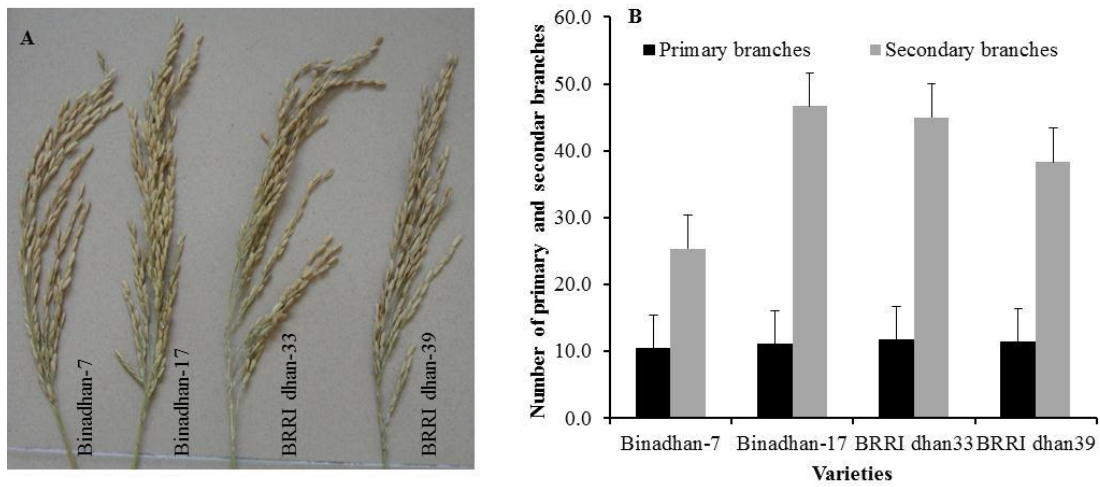 A
Binadhan-7
Binadhan-17
BRRI dhan-33
BRRI dhan-39
B
Primary branches
Secondary branches
Number of primary and secondar branches
60.0
50.0
40.0
30.0
20.0
10.0
0.0
Binadhan-7 Binadhan-17 BRRI dhan33 BRRI dhan39
Varieties